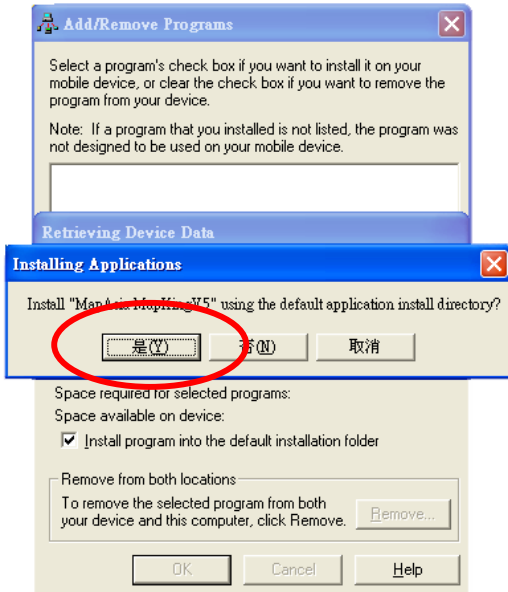 Add/Remove Programs
Select a program's check box if you want to install it on your
mobile device, or clear the check box if you want to remove the
program from your device.
Note: If a program that you installed is not listed, the program was
not designed to be used on your mobile device.
Retrieving Device Data
Installing Applications
Install "MapAsia MapKingV5" using the default application install directory?
是(Y) 否(N) 取消
Space required for selected programs:
Space available on device:
Install program into the default installation folder
Remove from both locations
To remove the selected program from both
your device and this computer, click Remove.
Remove...
OK Cancel Help